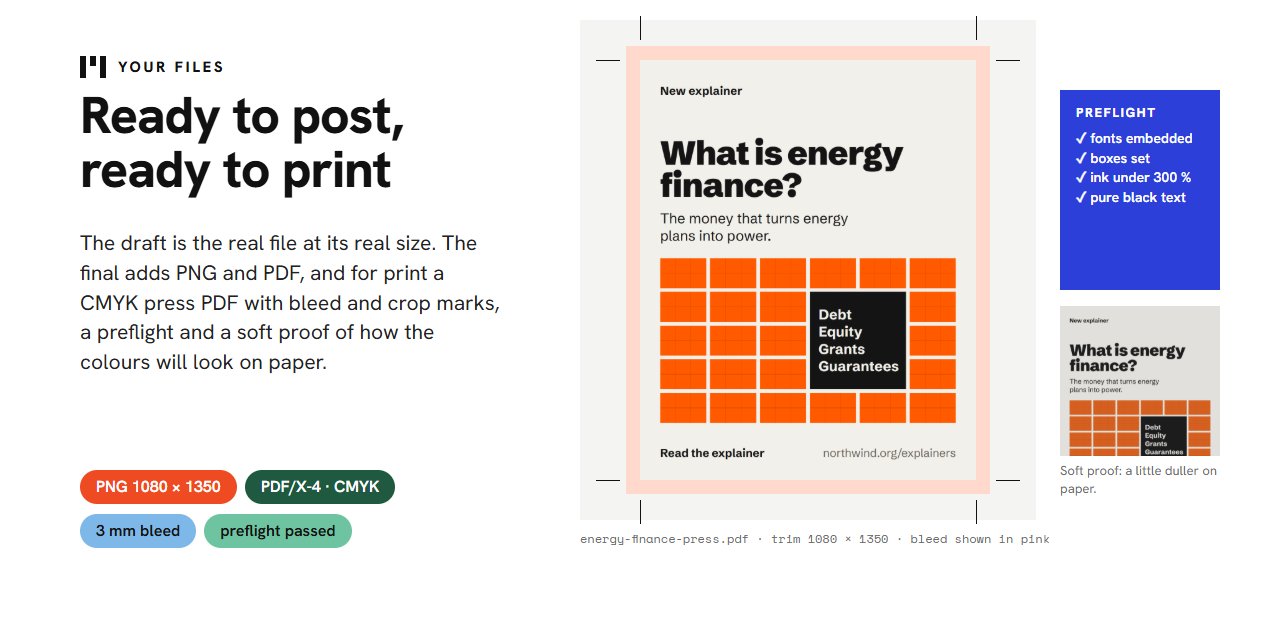 YOUR FILES
Ready to post,
ready to print
The draft is the real file at its real size. The
final adds PNG and PDF, and for print a
CMYK press PDF with bleed and crop marks,
a preflight and a soft proof of how the
colours will look on paper.
PNG 1080 × 1350
PDF/X-4 · CMYK
3 mm bleed
preflight passed
New explainer
What is energy
finance?
The money that turns energy
plans into power.
Debt
Equity
Grants
Guarantees
Read the explainer
northwind.org/explainers
energy-finance-press.pdf · trim 1080 × 1350 · bleed shown in pink
PREFLIGHT
✓ fonts embedded
✓ boxes set
✓ ink under 300 %
✓ pure black text
New explainer
What is energy
finance?
The money that turns energy
plans into power.
Debt
Equity
Grants
Guarantees
Soft proof: a little duller on
paper.